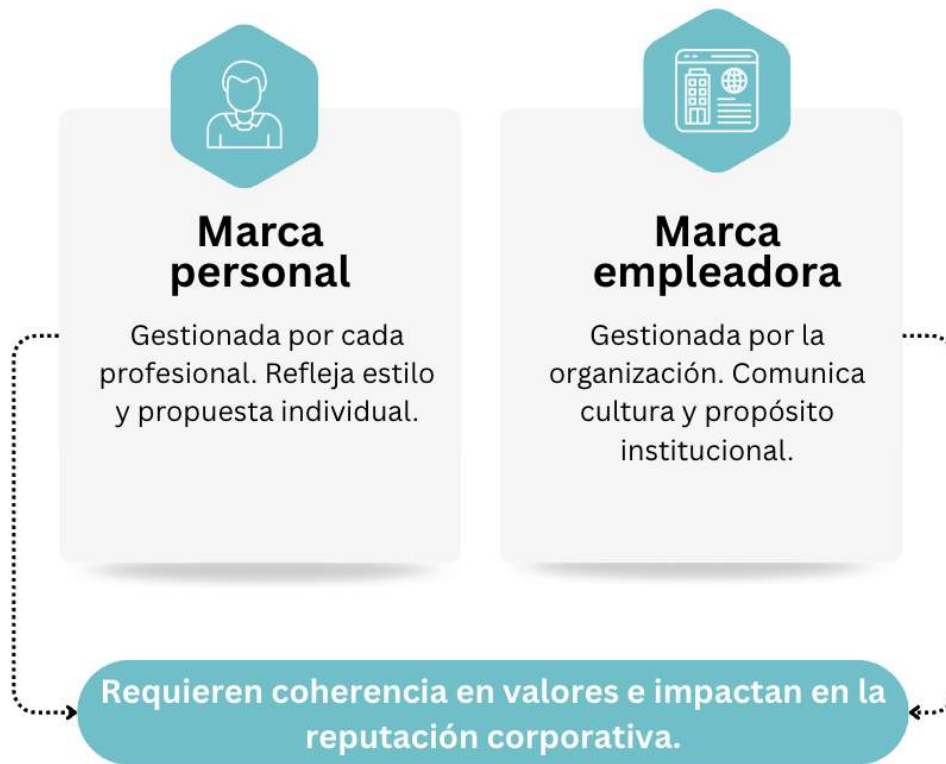 Marca
personal
Gestionada por cada
profesional. Refleja estilo
y propuesta individual.
Marca
empleadora
Gestionada por la
organización. Comunica
cultura y propósito
institucional.
Requieren coherencia en valores e impactan en la
reputación corporativa.